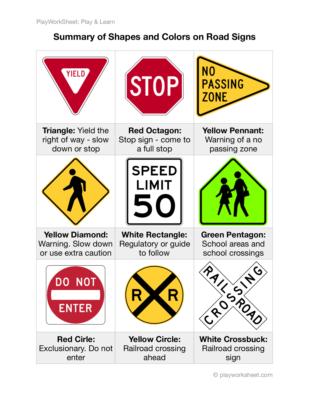 PlayWorkSheet: Play & Learn
Summary of Shapes and Colors on Road Signs
YIELD
STOP
NO
PASSING
ZONE
Triangle: Yield the
right of way - slow
down or stop
Red Octagon:
Stop sign - come to
a full stop
Yellow Pennant:
Warning of a no
passing zone
SPEED
LIMIT
50
Yellow Diamond:
Warning. Slow down
or use extra caution
White Rectangle:
Regulatory or guide
to follow
Green Pentagon:
School areas and
school crossings
DO NOT
ENTER
R R
RAILROAD
CROSSING
Red Cirle:
Exclusionary. Do not
enter
Yellow Circle:
Railroad crossing
ahead
White Crossbuck:
Railroad crossing
sign
© playworksheet.com